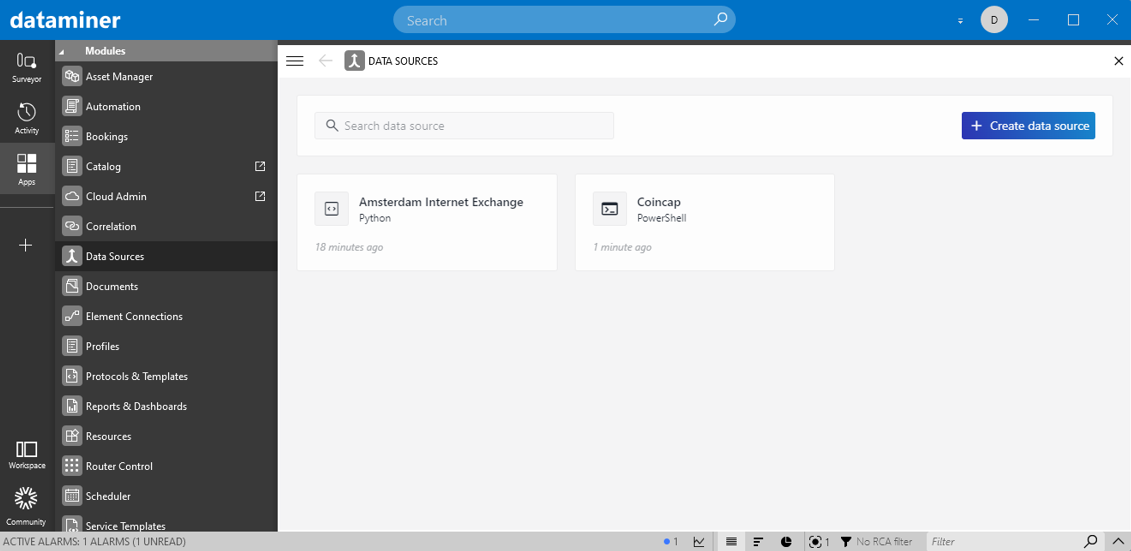 dataminer
Search
D
Surveyor
Activity
Apps
Workspace
Community
Modules
Asset Manager
Automation
Bookings
Catalog
Cloud Admin
Correlation
Data Sources
Documents
Element Connections
Profiles
Protocols & Templates
Reports & Dashboards
Resources
Router Control
Scheduler
Service Templates
DATA SOURCES
Search data source
+ Create data source
Amsterdam Internet Exchange
Python
18 minutes ago
Coincap
PowerShell
1 minute ago
ACTIVE ALARMS: 1 ALARMS (1 UNREAD)
1
1
No RCA filter
Filter